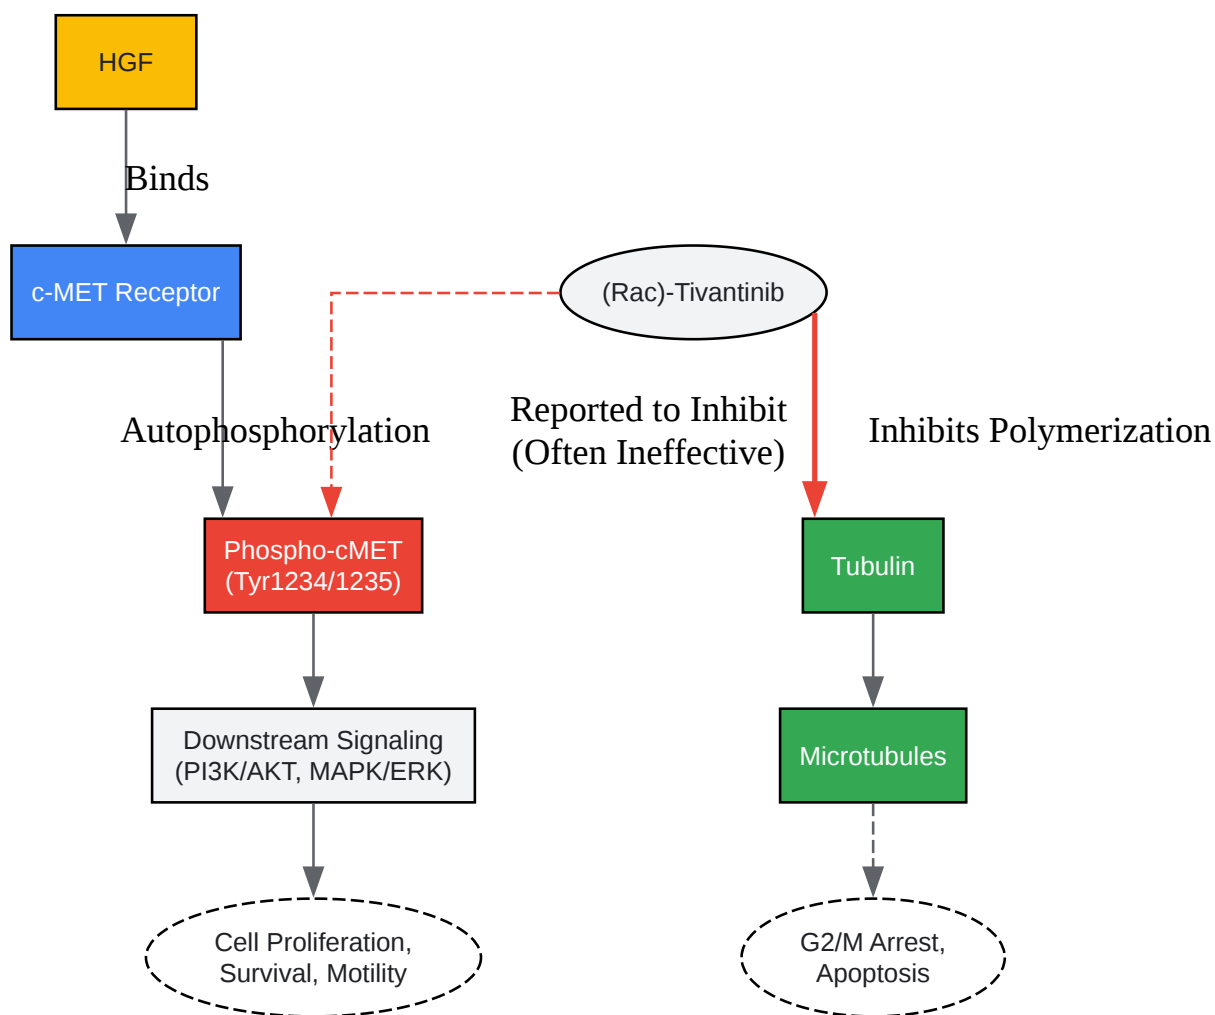 HGF
Binds
c-MET Receptor
(Rac)-Tivantinib
Autophosphorylation
Reported to Inhibit
(Often Ineffective)
Inhibits Polymerization
Phospho-cMET
(Tyr1234/1235)
Tubulin
Downstream Signaling
(PI3K/AKT, MAPK/ERK)
Microtubules
Cell Proliferation,
Survival, Motility
G2/M Arrest,
Apoptosis